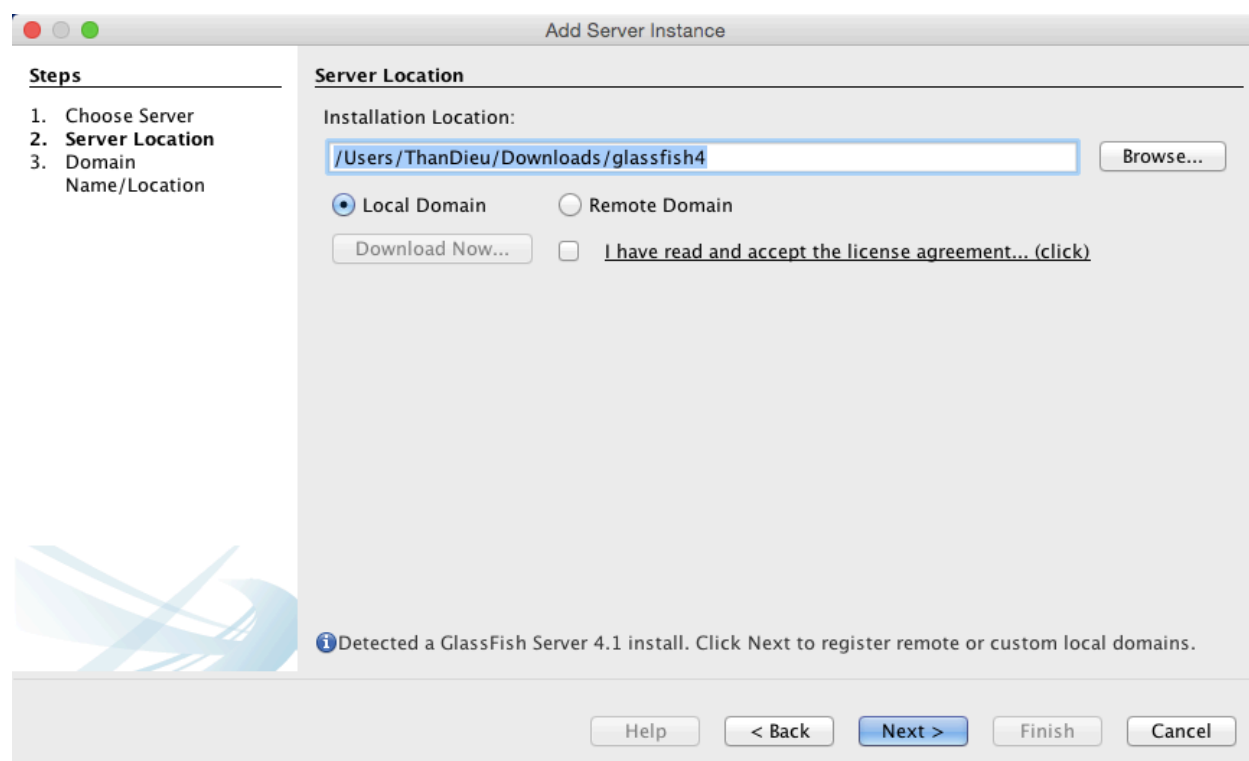 Add Server Instance
Steps
1. Choose Server
2. Server Location
3. Domain
Name/Location
Server Location
Installation Location:
/Users/ThanDieu/Downloads/glassfish4
Browse...
Local Domain
Remote Domain
Download Now...
I have read and accept the license agreement... (click)
Detected a GlassFish Server 4.1 install. Click Next to register remote or custom local domains.
Help
< Back
Next >
Finish
Cancel